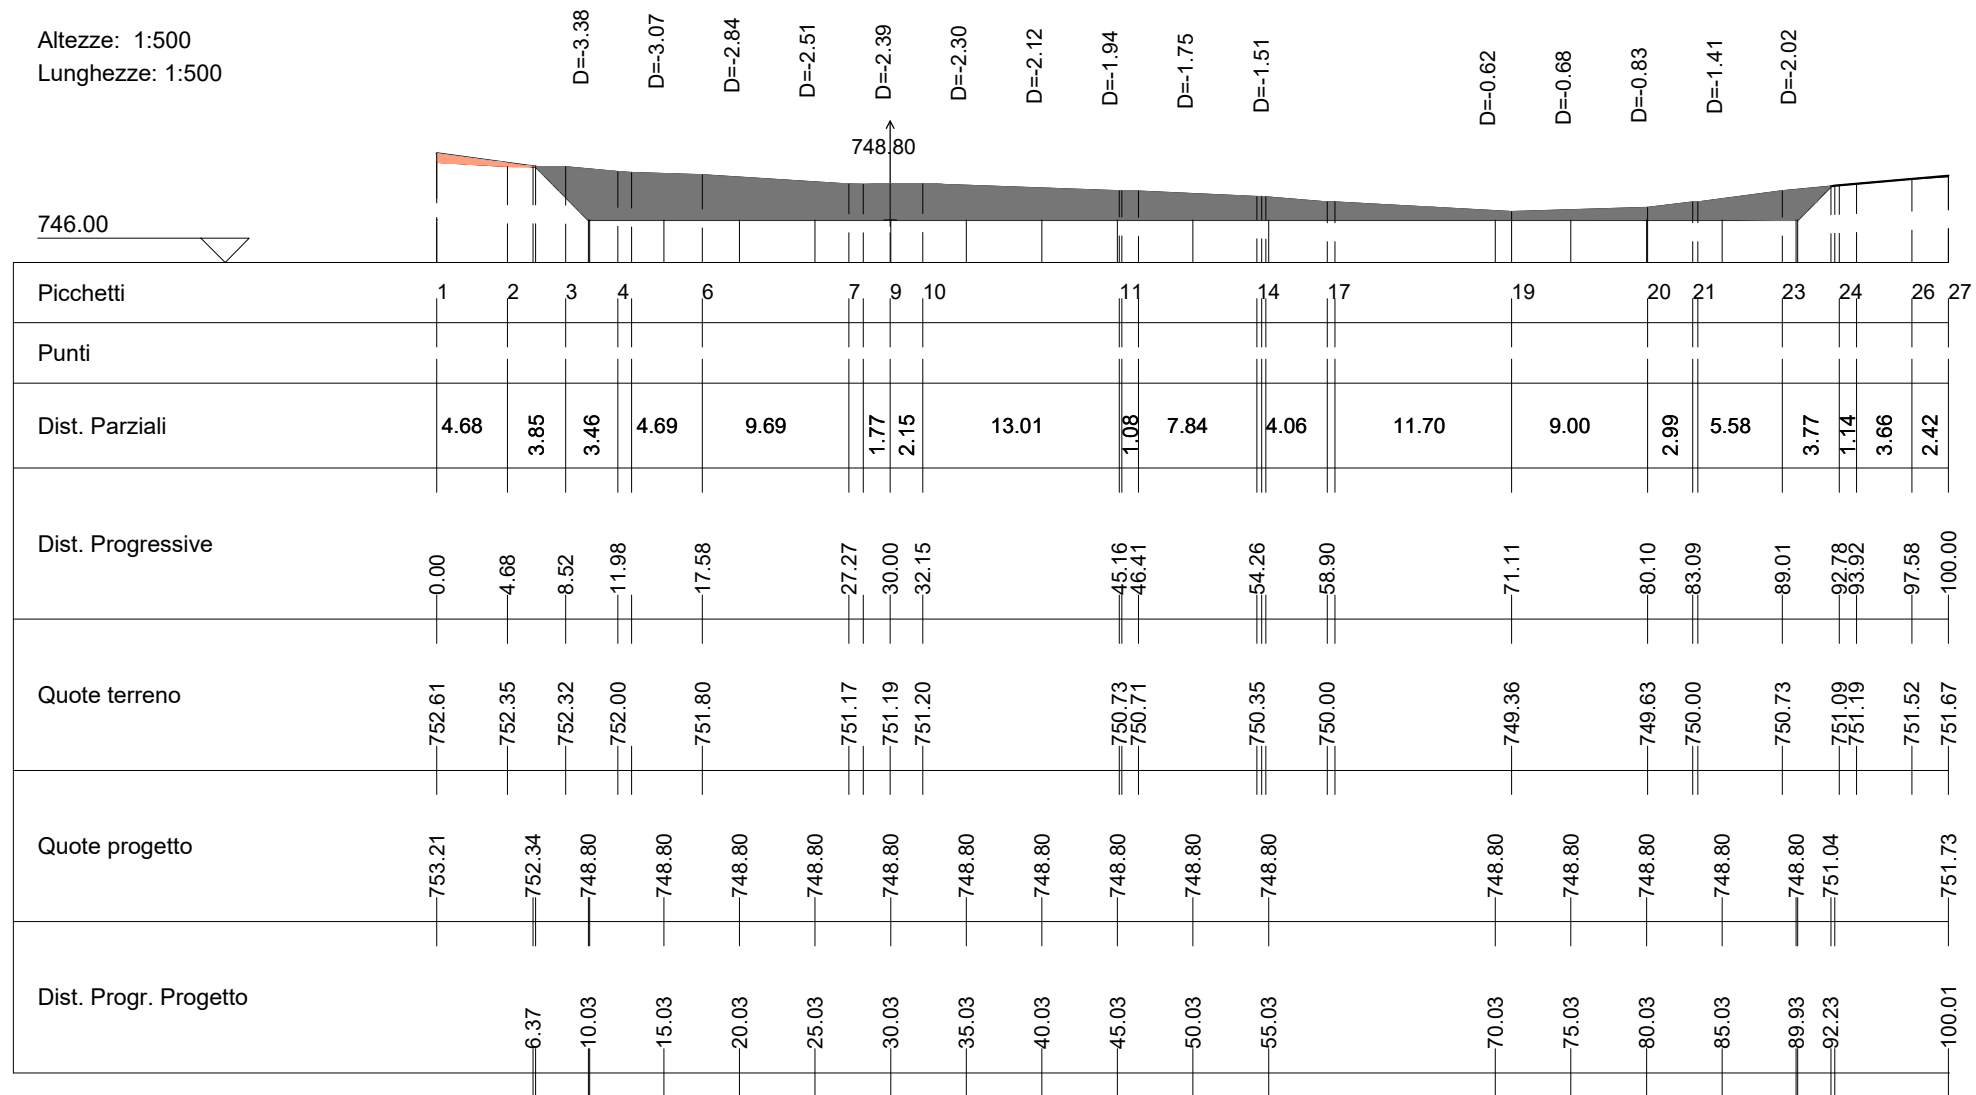 Altezze: 1:500
Lunghezze: 1:500
D=-3.38 D=-3.07 D=-2.84 D=-2.51 D=-2.39 D=-2.30 D=-2.12 D=-1.94 D=-1.75 D=-1.51 D=-0.62 D=-0.68 D=-0.83 D=-1.41 D=-2.02
748.80
746.00
Picchetti 1 2 3 4 6 7 9 10 11 14 17 19 20 21 23 24 26 27
Punti
Dist. Parziali 4.68 3.85 3.46 4.69 9.69 1.77 2.15 13.01 1.08 7.84 4.06 11.70 9.00 2.99 5.58 3.77 1.14 3.66 2.42
Dist. Progressive 0.00 4.68 8.52 11.98 17.58 27.27 30.00 32.15 45.16 46.41 54.26 58.90 71.11 80.10 83.09 89.01 92.78 93.92 97.58 100.00
Quote terreno 752.61 752.35 752.32 752.00 751.80 751.17 751.19 751.20 750.73 750.71 750.35 750.00 749.36 749.63 750.00 750.73 751.09 751.19 751.52 751.67
Quote progetto 753.21 752.34 748.80 748.80 748.80 748.80 748.80 748.80 748.80 748.80 748.80 748.80 748.80 748.80 748.80 748.80 748.80 751.04 751.73
Dist. Progr. Progetto 6.37 10.03 15.03 20.03 25.03 30.03 35.03 40.03 45.03 50.03 55.03 70.03 75.03 80.03 85.03 89.93 92.23 100.01